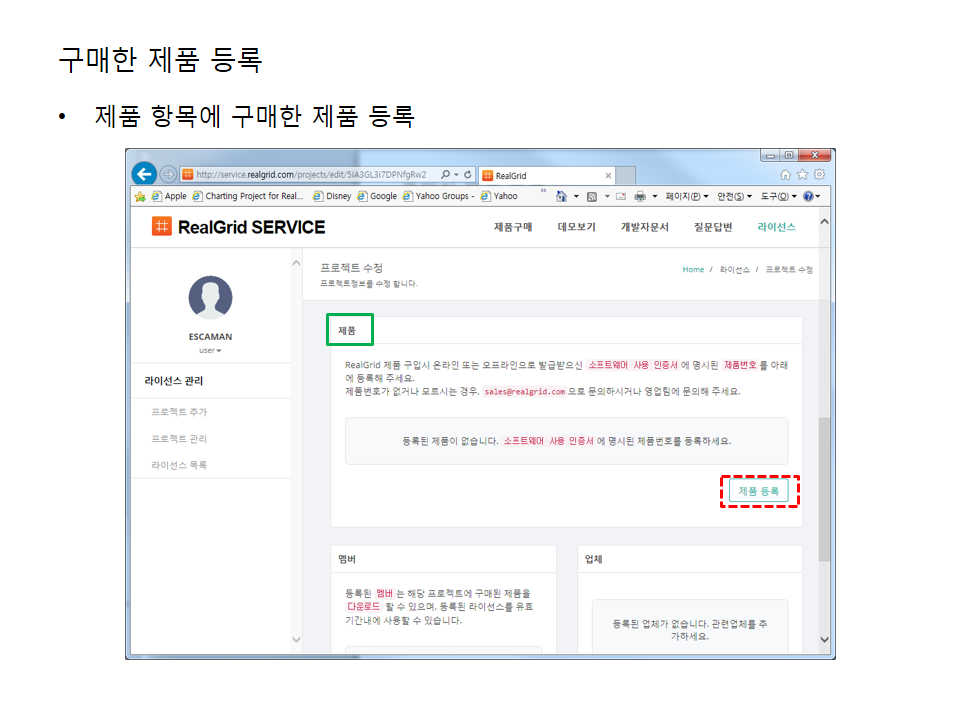 구매한 제품 등록
• 제품 항목에 구매한 제품 등록
http://service.realgrid.com/projects/edit/5IA3GL3i7DPNfgRw2
RealGrid
Apple Charting Project for Real... Disney Google Yahoo Groups - Yahoo » 페이지(P) 안전(S) 도구(O)
RealGrid SERVICE
제품구매 데모보기 개발자문서 질문답변 라이선스
ESCAMAN
user
라이선스 관리
프로젝트 추가
프로젝트 관리
라이선스 목록
프로젝트 수정
프로젝트정보를 수정 합니다.
Home / 라이선스 / 프로젝트 수정
제품
RealGrid 제품 구입시 온라인 또는 오프라인으로 발급받으신 소프트웨어 사용 인증서 에 명시된 제품번호 를 아래
에 등록해 주세요.
제품번호가 없거나 모르시는 경우, sales@realgrid.com 으로 문의하시거나 영업팀에 문의해 주세요.
등록된 제품이 없습니다. 소프트웨어 사용 인증서 에 명시된 제품번호를 등록하세요.
제품 등록
멤버
등록된 멤버 는 해당 프로젝트에 구매된 제품을
다운로드 할 수 있으며, 등록된 라이선스를 유효
기간내에 사용할 수 있습니다.
업체
등록된 업체가 없습니다. 관련업체를 추
가하세요.